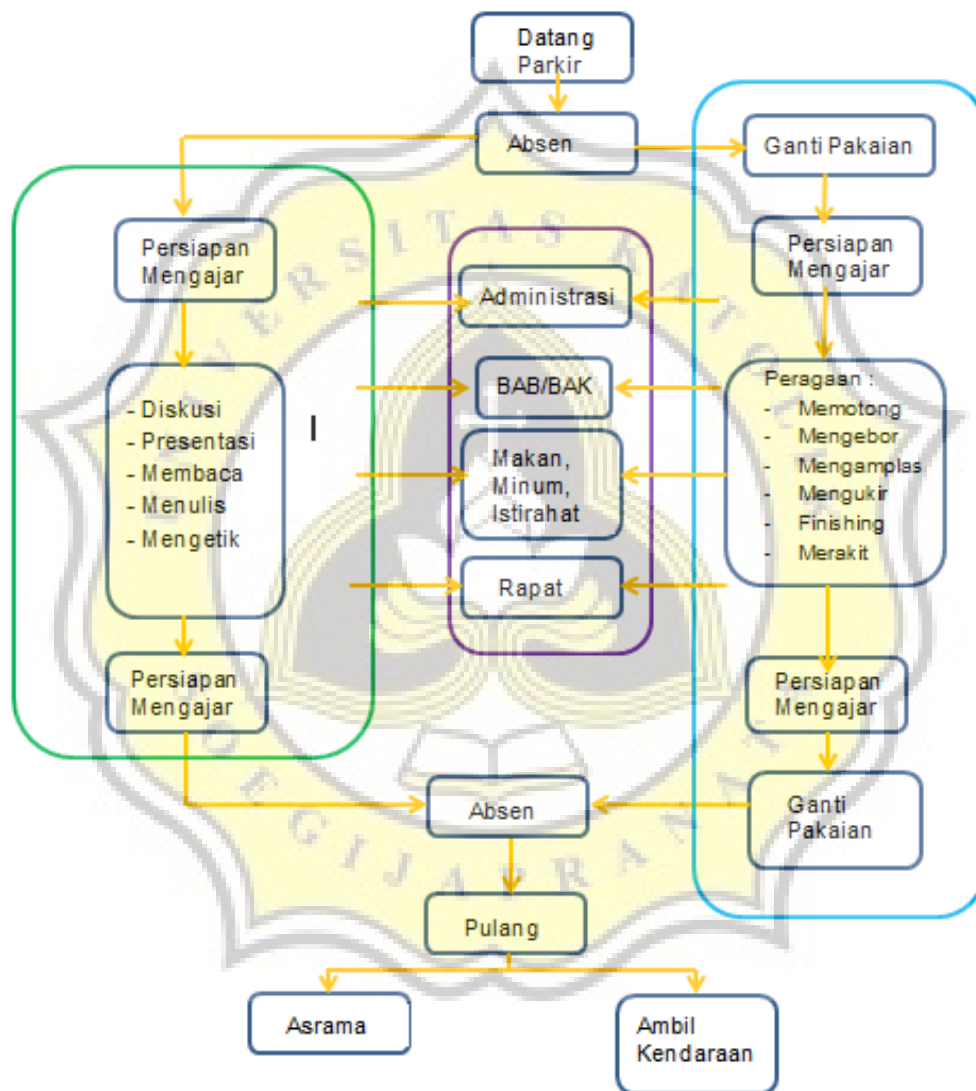 Datang
Parkir
Absen
Ganti Pakaian
Persiapan
Mengajar
Persiapan
Mengajar
Administrasi
BAB/BAK
Makan,
Minum,
Istirahat
Rapat
- Diskusi
- Presentasi
- Membaca
- Menulis
- Mengetik
I
Peragaan :
- Memotong
- Mengebor
- Mengamplas
- Mengukir
- Finishing
- Merakit
Persiapan
Mengajar
Persiapan
Mengajar
Absen
Ganti
Pakaian
Pulang
Asrama
Ambil
Kendaraan